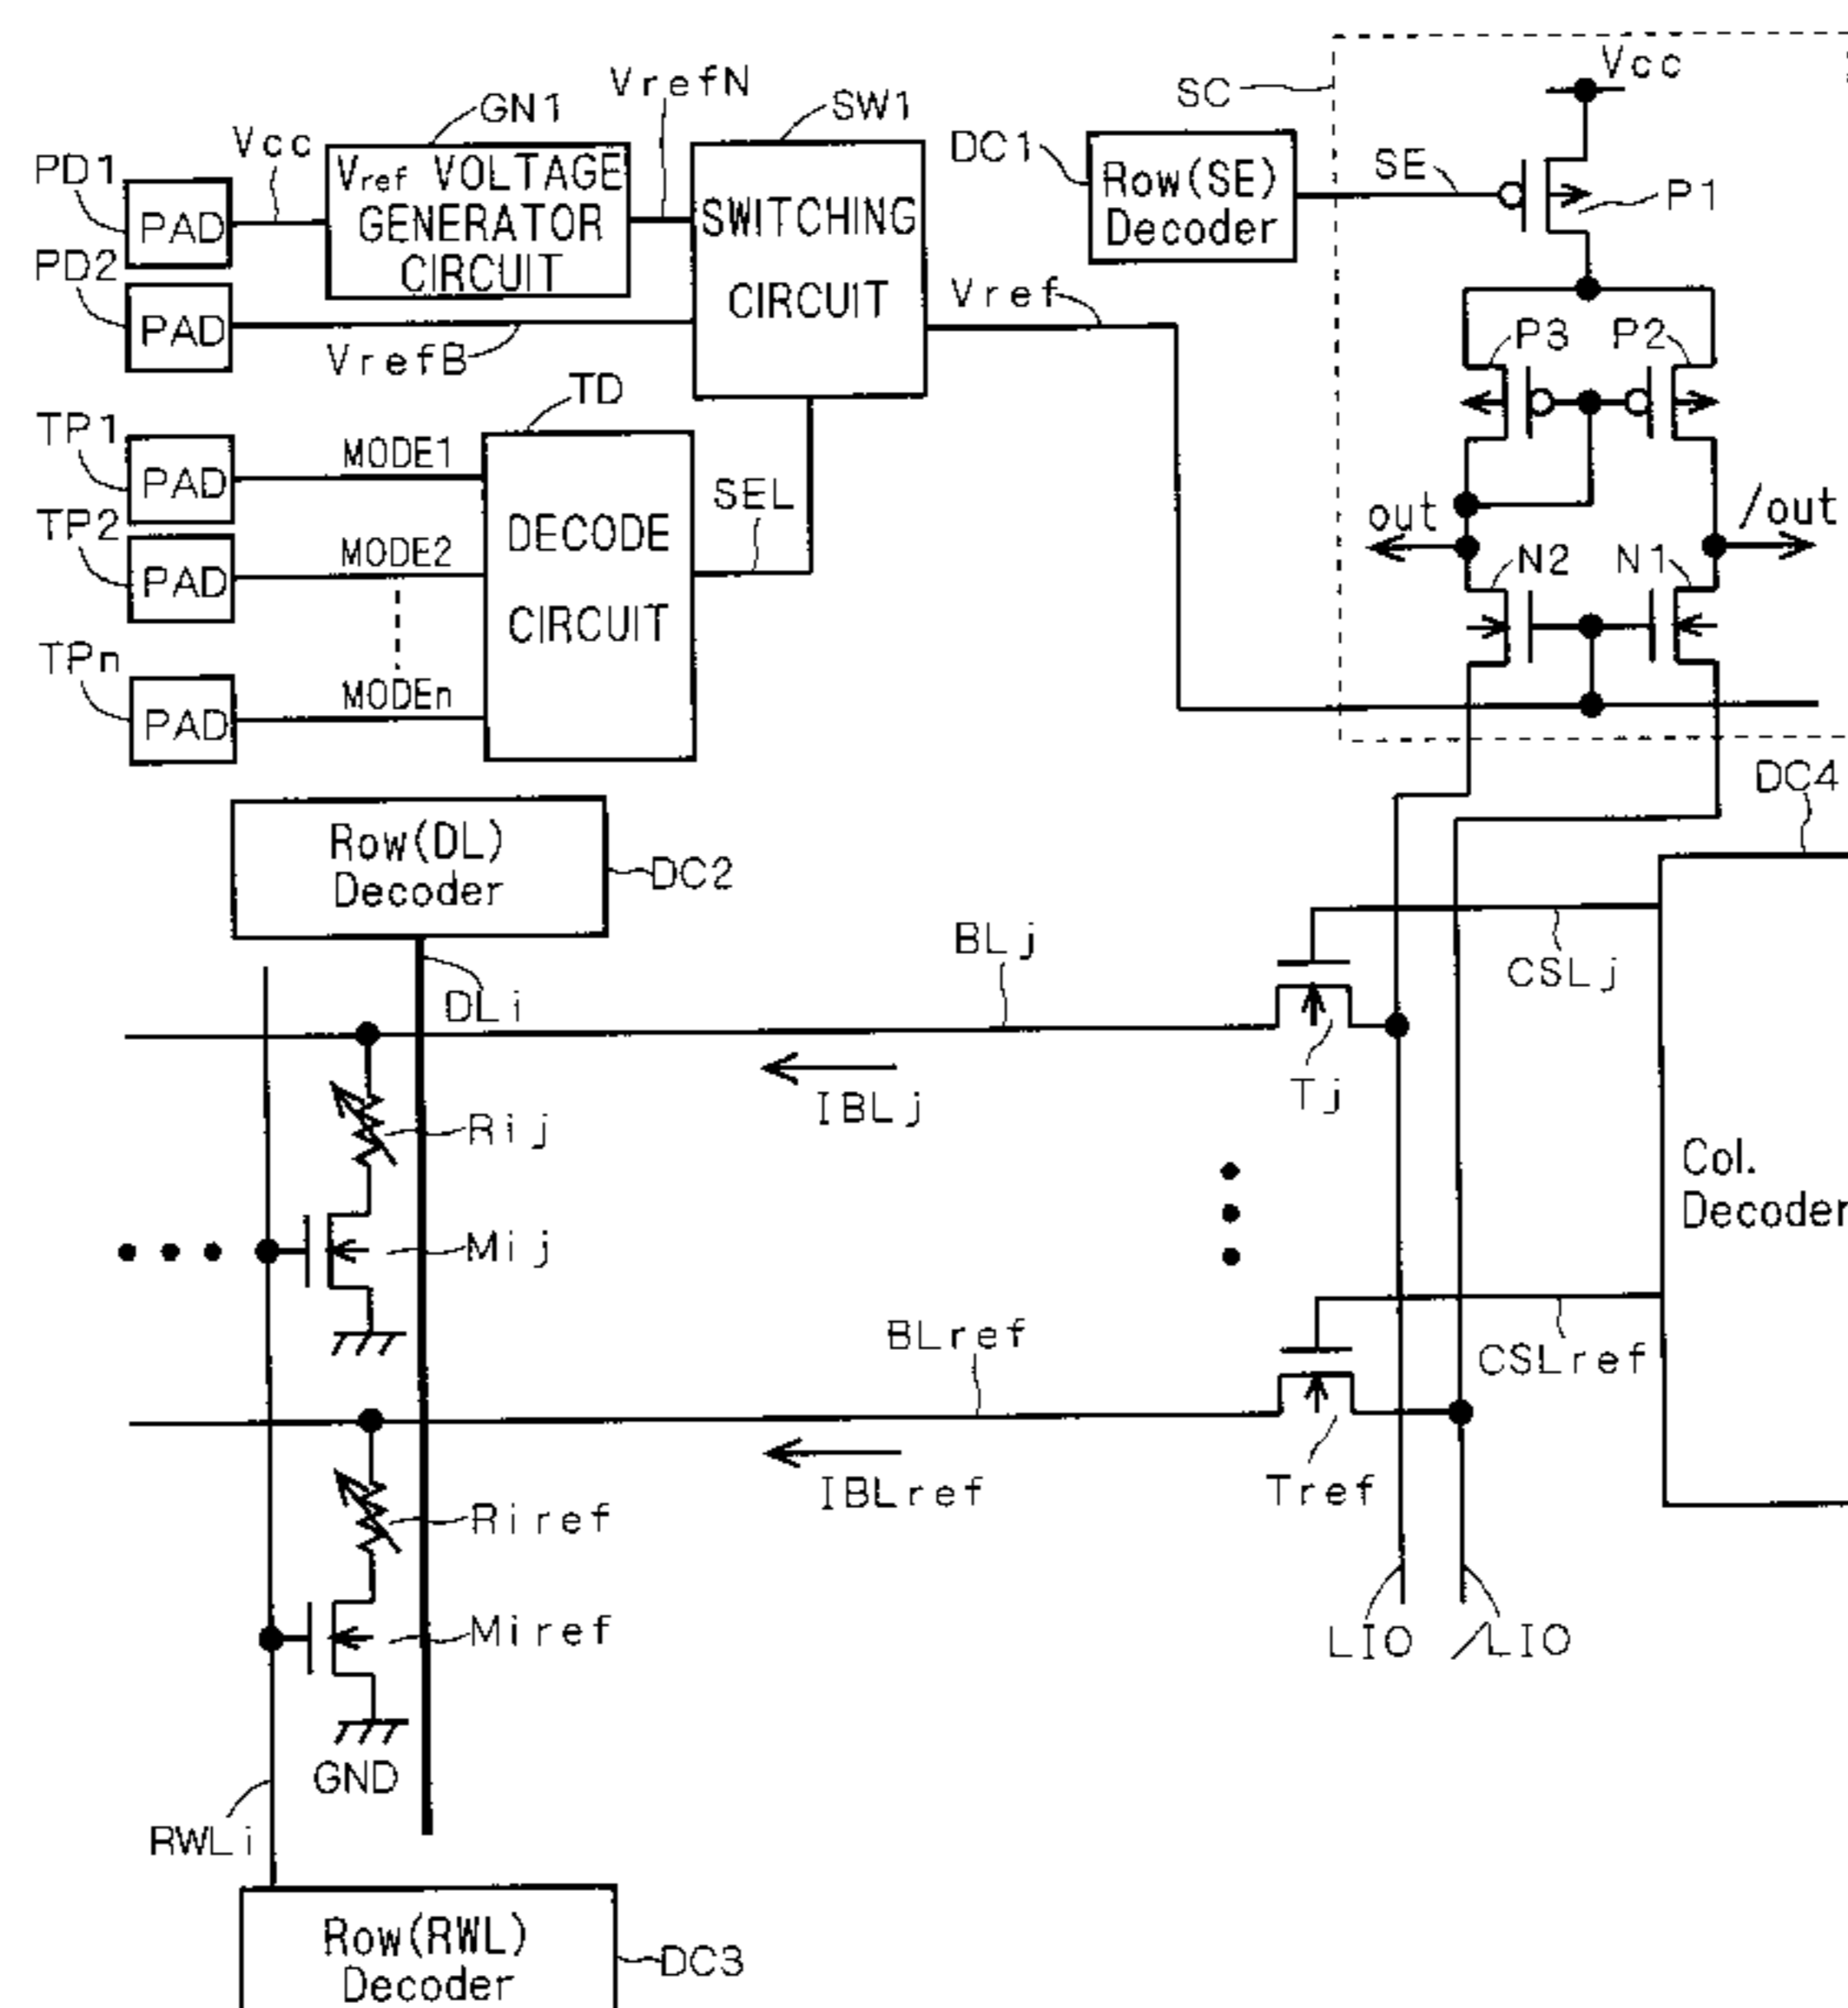 VrefN
GN1
SW1
SC
Vcc
Vcc
PD1
PAD
Vref VOLTAGE
GENERATOR
CIRCUIT
SWITCHING
CIRCUIT
DC1
Row(SE)
Decoder
SE
P1
PD2
PAD
VrefB
Vref
P3
P2
TD
TP1
PAD
MODE1
SEL
out
/out
TP2
PAD
MODE2
DECODE
CIRCUIT
N2
N1
TPn
PAD
MODEn
DC4
Row(DL)
Decoder
DC2
BLj
CSLj
DLi
IBLj
Tj
Rij
Col.
Decoder
Mij
BLref
CSLref
IBLref
Tref
Riref
Miref
LIO
/LIO
GND
RWLi
Row(RWL)
Decoder
DC3